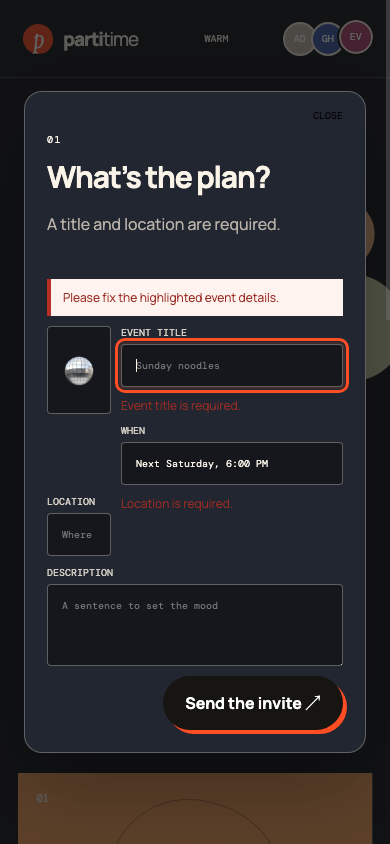 p partitime
WARM
AD
GH
EV
CLOSE
01
What's the plan?
A title and location are required.
Please fix the highlighted event details.
EVENT TITLE
Sunday noodles
Event title is required.
WHEN
Next Saturday, 6:00 PM
LOCATION
Location is required.
Where
DESCRIPTION
A sentence to set the mood
Send the invite ↗
01